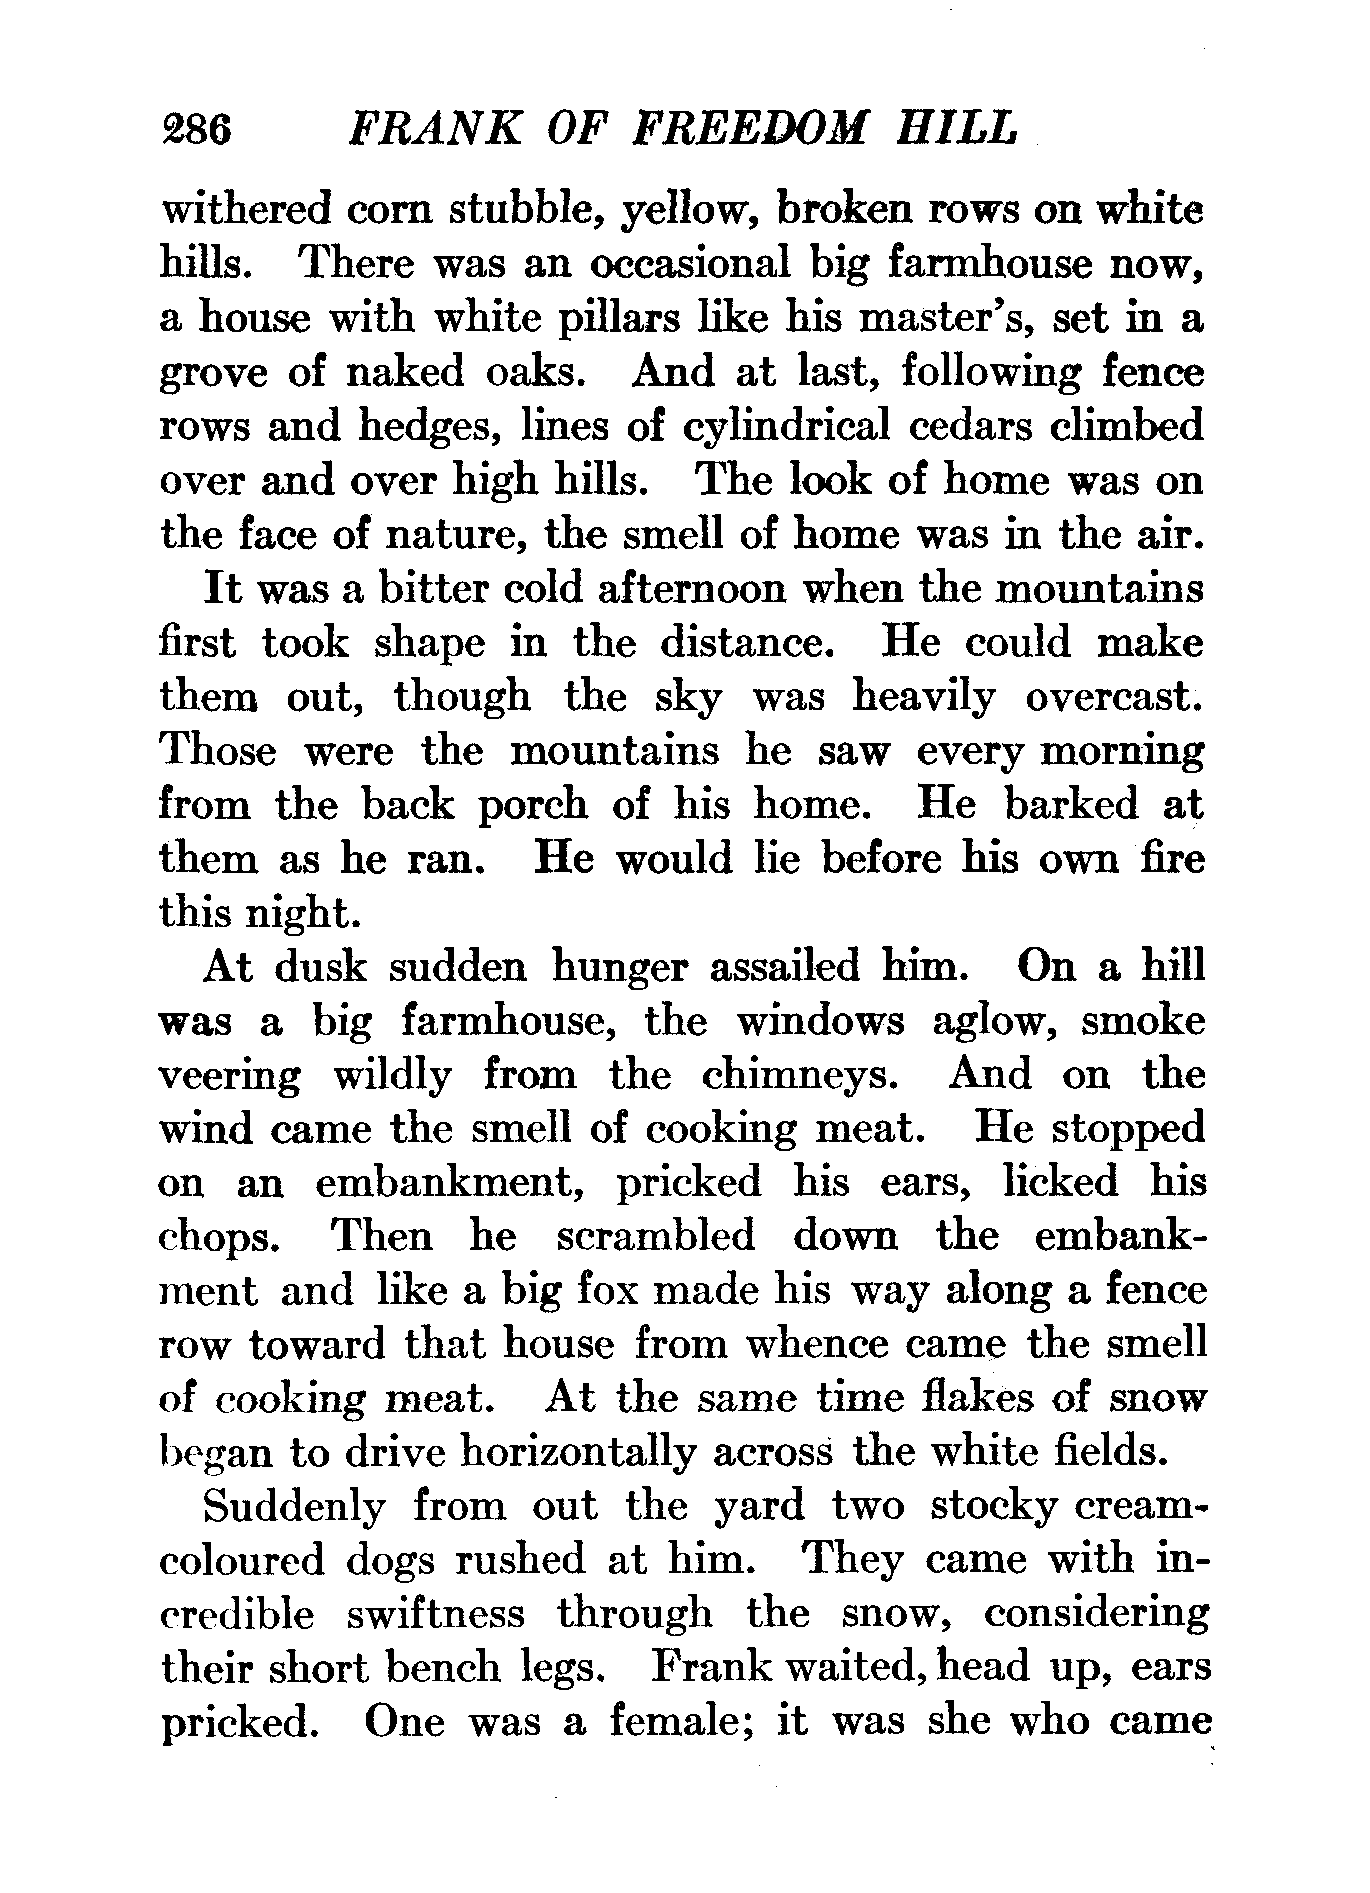 286 FRANK OF FREEDOM HILL
withered corn stubble, yellow, broken rows on white
hills. There was an occasional big farmhouse now,
a house with white pillars like his master's, set in a
grove of naked oaks. And at last, following fence
rows and hedges, lines of cylindrical cedars climbed
over and over high hills. The look of home was on
the face of nature, the smell of home was in the air.
It was a bitter cold afternoon when the mountains
first took shape in the distance. He could make
them out, though the sky was heavily overcast.
Those were the mountains he saw every morning
from the back porch of his home. He barked at
them as he ran. He would lie before his own fire
this night.
At dusk sudden hunger assailed him. On a hill
was a big farmhouse, the windows aglow, smoke
veering wildly from the chimneys. And on the
wind came the smell of cooking meat. He stopped
on an embankment, pricked his ears, licked his
chops. Then he scrambled down the embank-
ment and like a big fox made his way along a fence
row toward that house from whence came the smell
of cooking meat. At the same time flakes of snow
began to drive horizontally across the white fields.
Suddenly from out the yard two stocky cream-
coloured dogs rushed at him. They came with in-
credible swiftness through the snow, considering
their short bench legs. Frank waited, head up, ears
pricked. One was a female; it was she who came